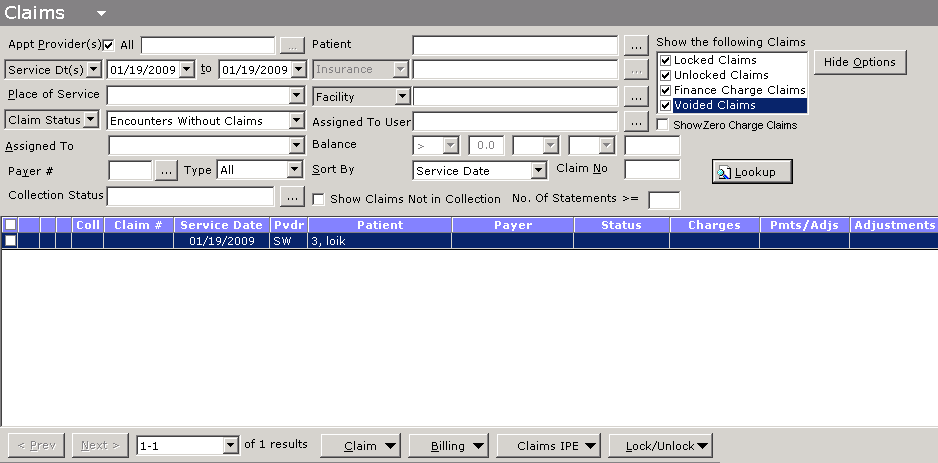 Claims
Appt Provider(s) All ... Patient ... Show the following Claims
Service Dt(s) 01/19/2009 to 01/19/2009 Insurance ... Locked Claims Hide Options
Unlocked Claims
Place of Service Facility ... Finance Charge Claims
Voided Claims
Claim Status Encounters Without Claims Assigned To User ... ShowZero Charge Claims
Assigned To Balance > 0.0
Payer # ... Type All Sort By Service Date Claim No Lookup
Collection Status ... Show Claims Not in Collection No. Of Statements >=
Coll Claim # Service Date Pvdr Patient Payer Status Charges Pmts/Adjs Adjustments
01/19/2009 SW 3, loik
< Prev Next > 1-1 of 1 results Claim Billing Claims IPE Lock/Unlock